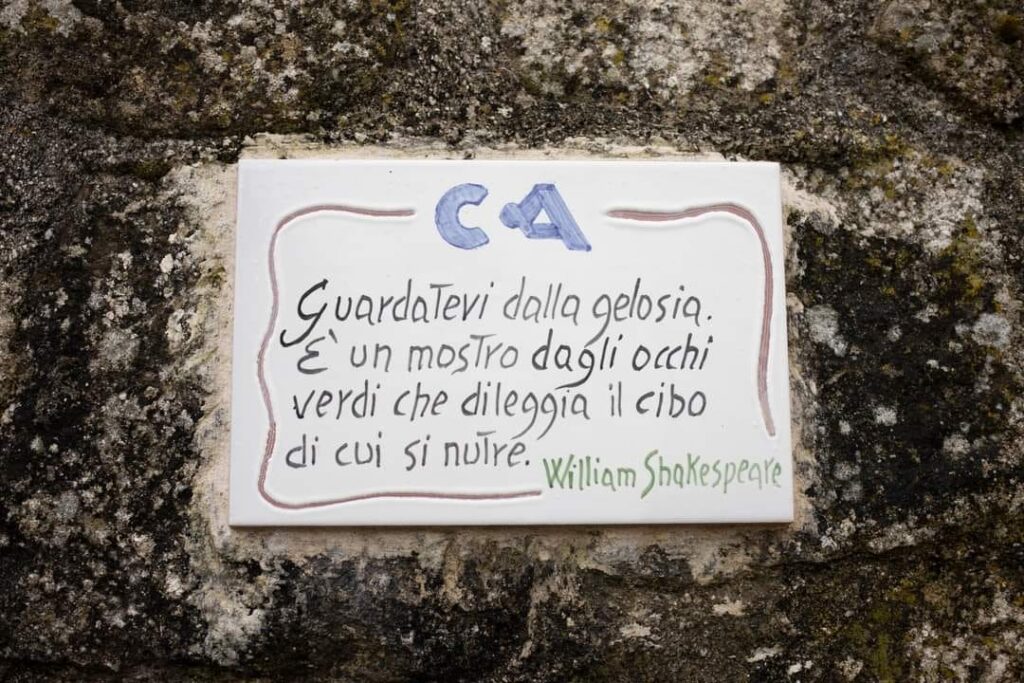 CA
Guardatevi dalla gelosia.
È un mostro dagli occhi
verdi che dileggia il cibo
di cui si nutre.
William Shakespeare